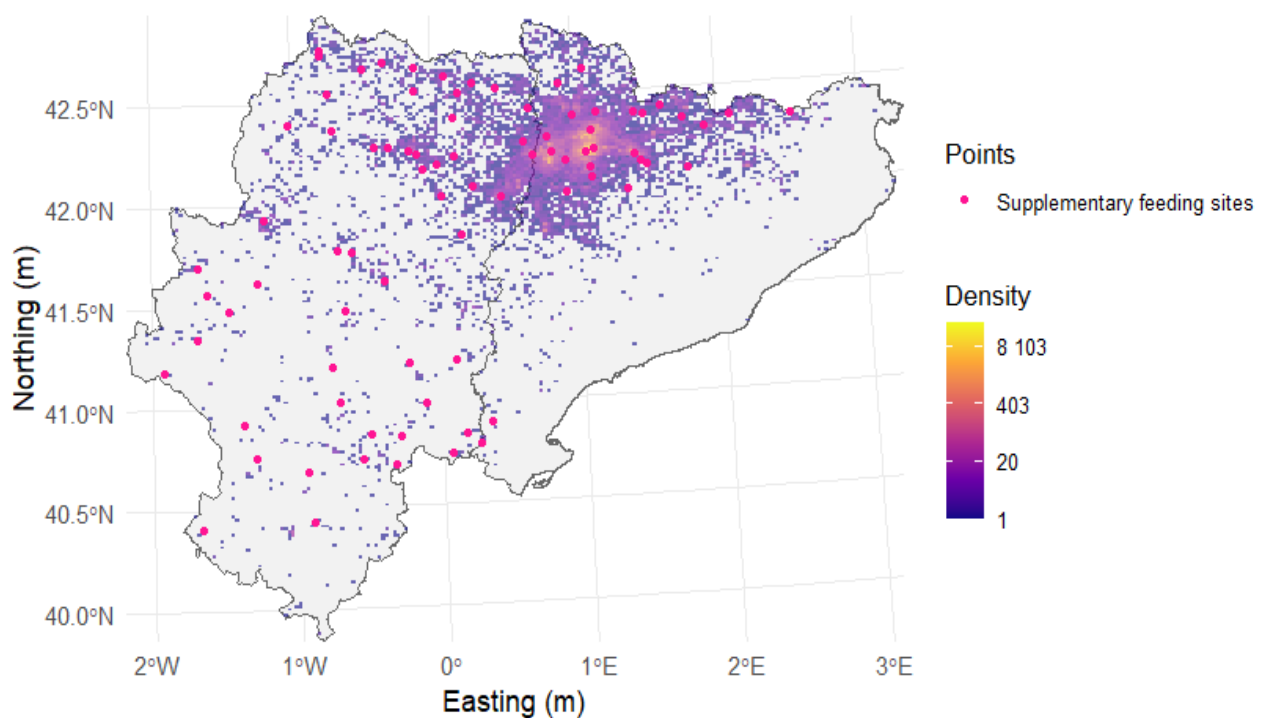 42.5°N
42.0°N
41.5°N
41.0°N
40.5°N
40.0°N
Northing (m)
2°W
1°W
0°
1°E
2°E
3°E
Easting (m)
Points
Supplementary feeding sites
Density
8 103
403
20
1